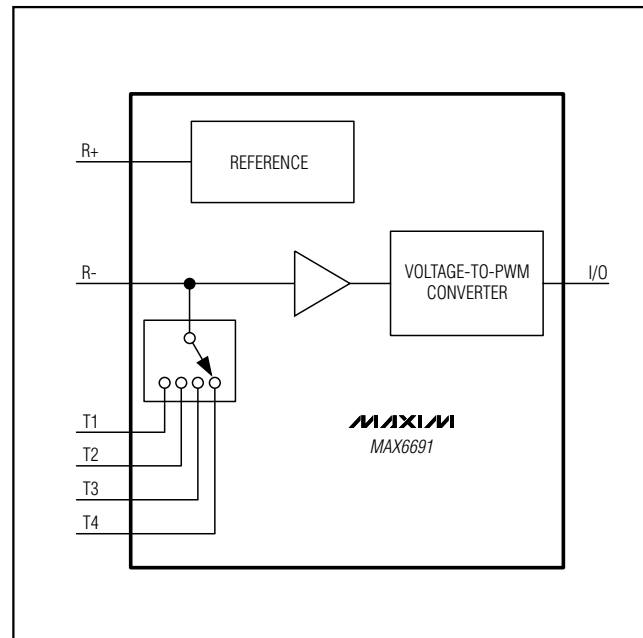 R+
REFERENCE
R-
VOLTAGE-TO-PWM
CONVERTER
I/O
T1
T2
T3
T4
MAXIM
MAX6691